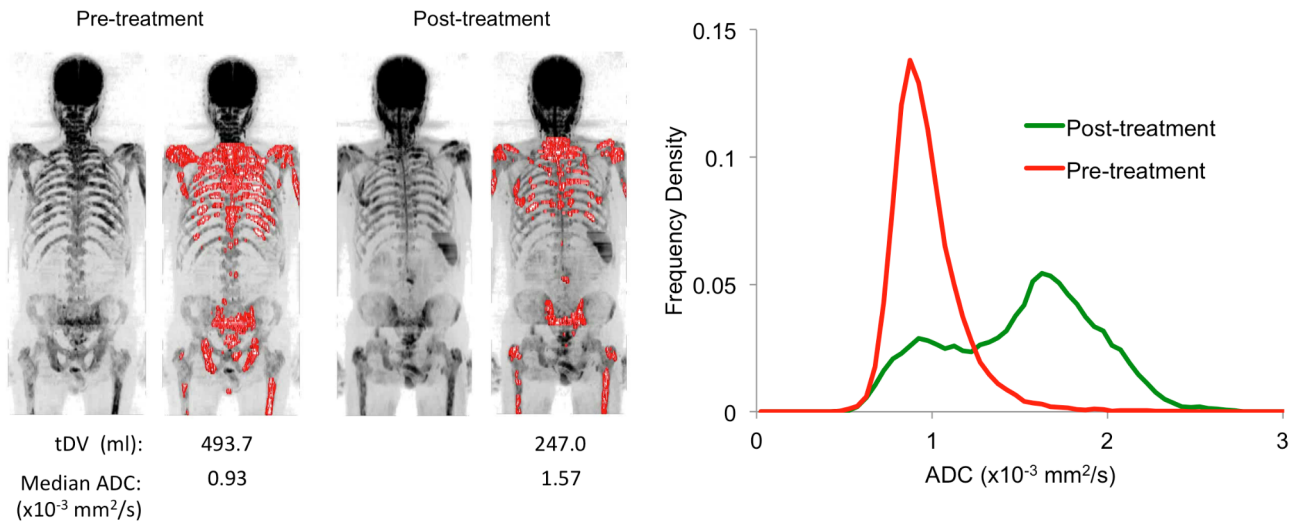 Pre-treatment
Post-treatment
tDV (ml):
493.7
247.0
Median ADC:
0.93
1.57
(x10⁻³ mm²/s)
0.15
0.1
0.05
0
Frequency Density
Post-treatment
Pre-treatment
0
1
2
3
ADC (x10⁻³ mm²/s)